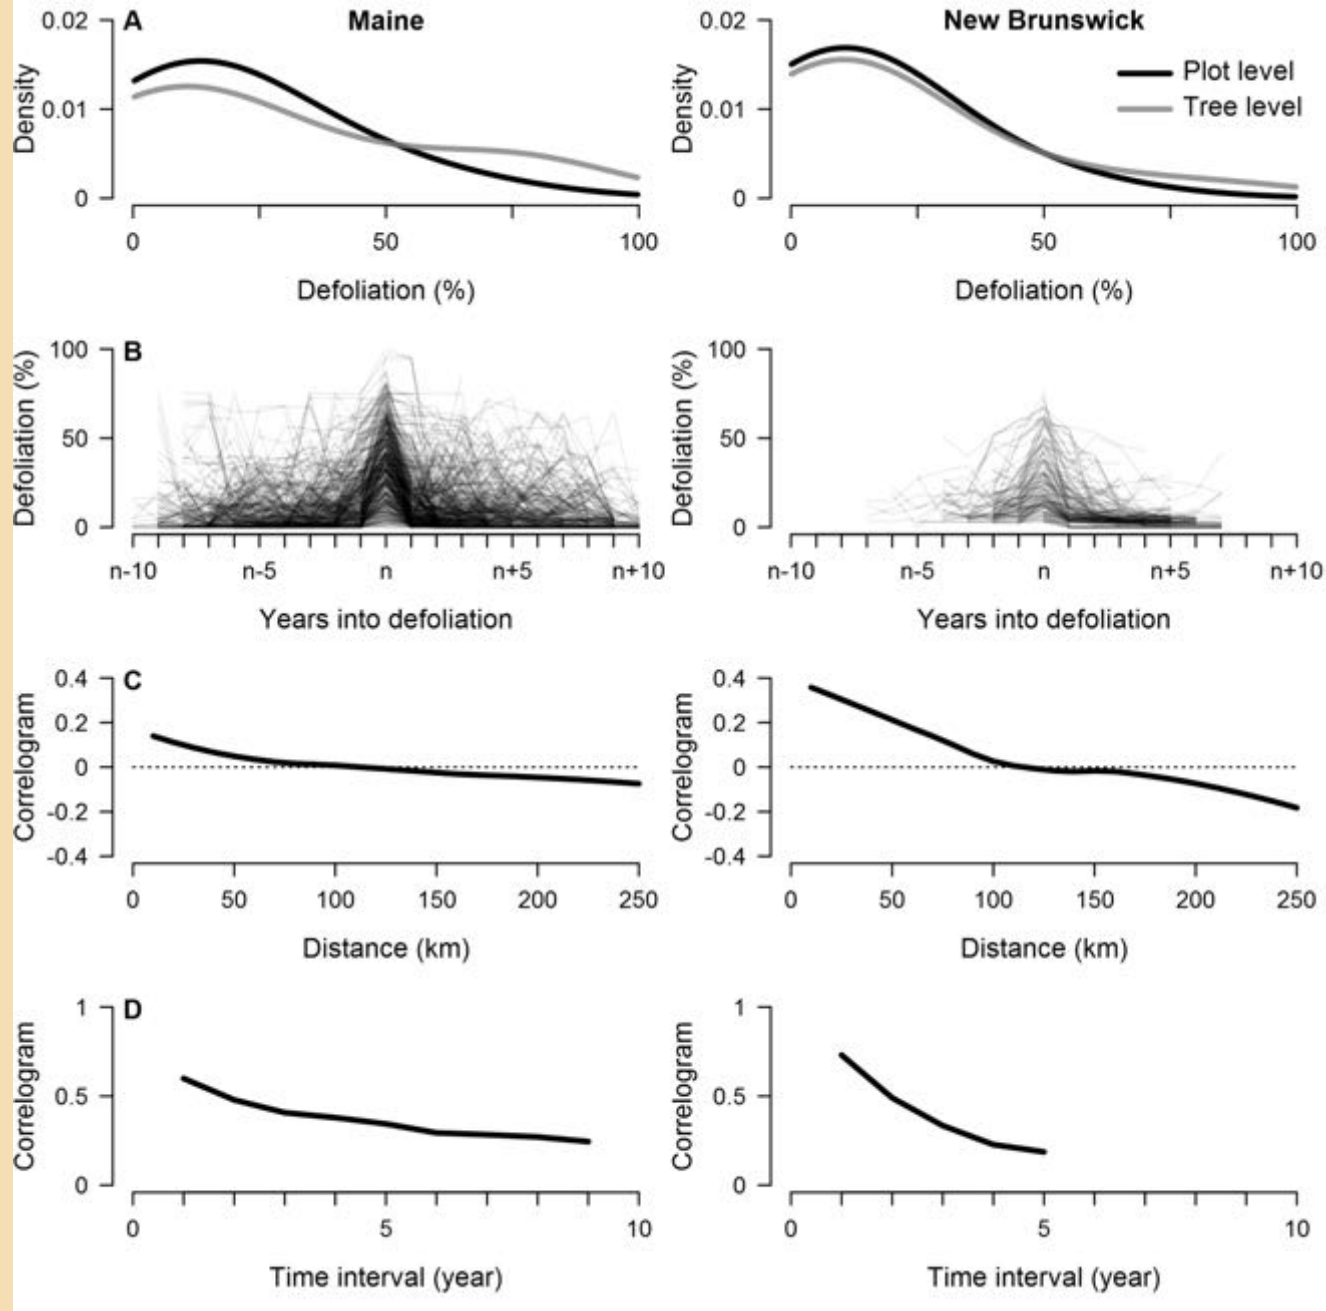 A
Maine
New Brunswick
0.02
0.01
0
Density
0
50
100
Defoliation (%)
0.02
0.01
0
Density
Plot level
Tree level
0
50
100
Defoliation (%)
B
100
50
0
Defoliation (%)
n-10
n-5
n
n+5
n+10
Years into defoliation
100
50
0
Defoliation (%)
n-10
n-5
n
n+5
n+10
Years into defoliation
C
0.4
0.2
0
-0.2
-0.4
Correlogram
0
50
100
150
200
250
Distance (km)
0.4
0.2
0
-0.2
-0.4
Correlogram
0
50
100
150
200
250
Distance (km)
D
1
0.5
0
Correlogram
0
5
10
Time interval (year)
1
0.5
0
Correlogram
0
5
10
Time interval (year)